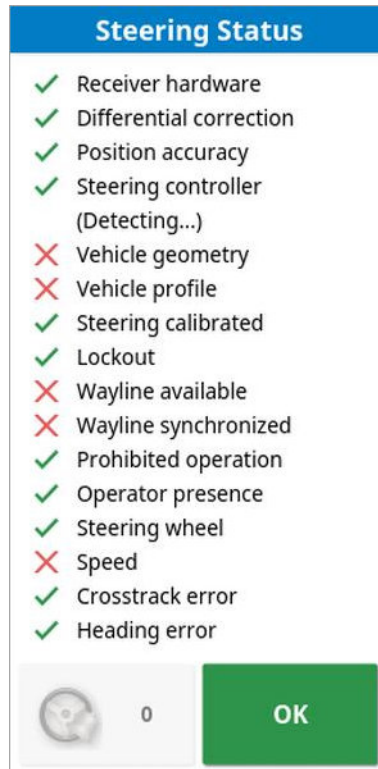 Steering Status
Receiver hardware
Differential correction
Position accuracy
Steering controller
(Detecting...)
Vehicle geometry
Vehicle profile
Steering calibrated
Lockout
Wayline available
Wayline synchronized
Prohibited operation
Operator presence
Steering wheel
Speed
Crosstrack error
Heading error
0
OK